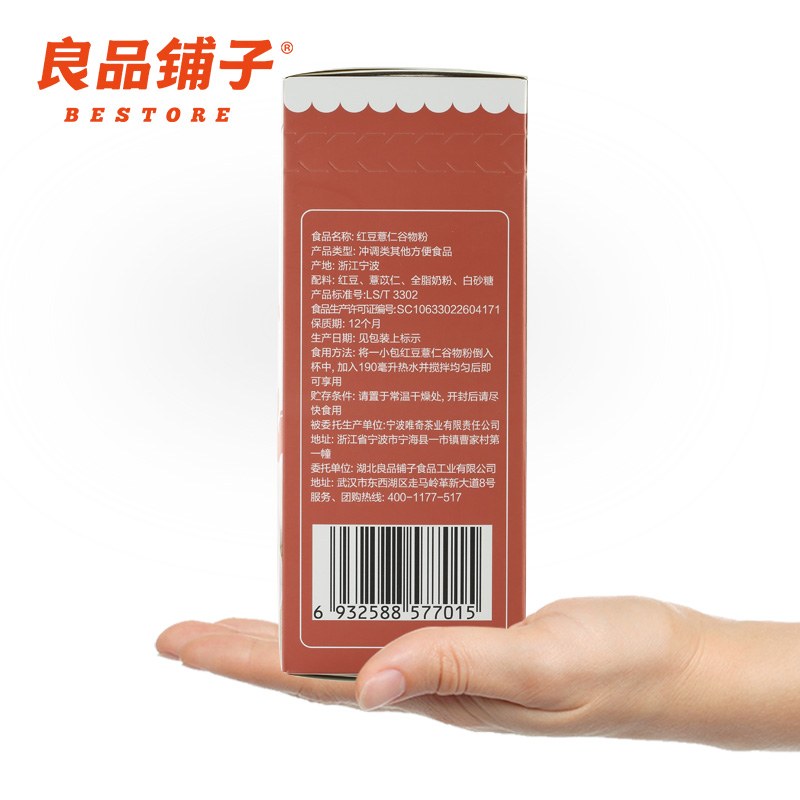 良品铺子®
BESTORE
食品名称: 红豆薏仁谷物粉
产品类型: 冲调类其他方便食品
产地: 浙江宁波
配料: 红豆、薏苡仁、全脂奶粉、白砂糖
产品标准号:LS/T 3302
食品生产许可证编号:SC10633022604171
保质期: 12个月
生产日期: 见包装上标示
食用方法: 将一小包红豆薏仁谷物粉倒入
杯中, 加入190毫升热水并搅拌均匀后即
可享用
贮存条件: 请置于常温干燥处, 开封后请尽
快食用
被委托生产单位:宁波唯奇茶业有限责任公司
地址: 浙江省宁波市宁海县一市镇曹家村第
一幢
委托单位: 湖北良品铺子食品工业有限公司
地址: 武汉市东西湖区走马岭革新大道8号
服务、团购热线: 400-1177-517
6 932588 577015